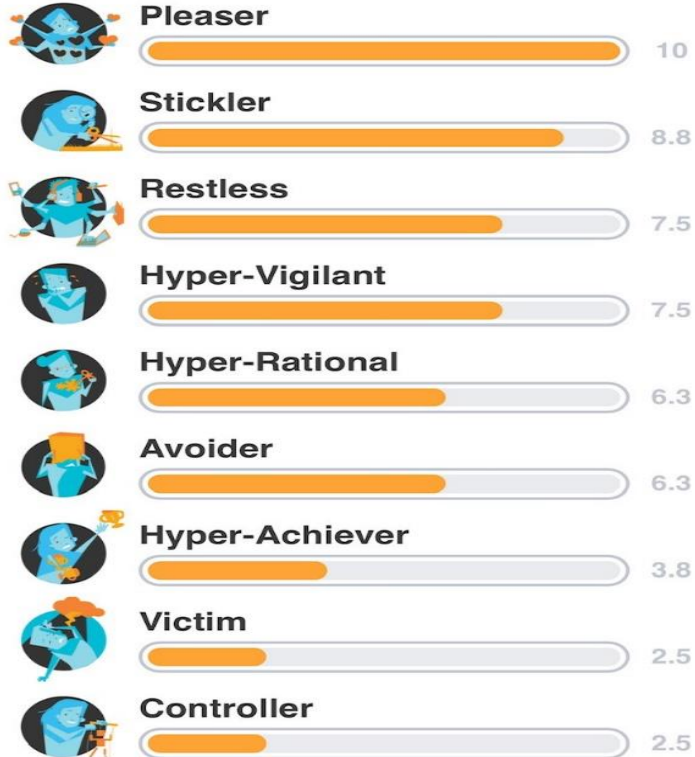 Pleaser
10
Stickler
8.8
Restless
7.5
Hyper-Vigilant
7.5
Hyper-Rational
6.3
Avoider
6.3
Hyper-Achiever
3.8
Victim
2.5
Controller
2.5